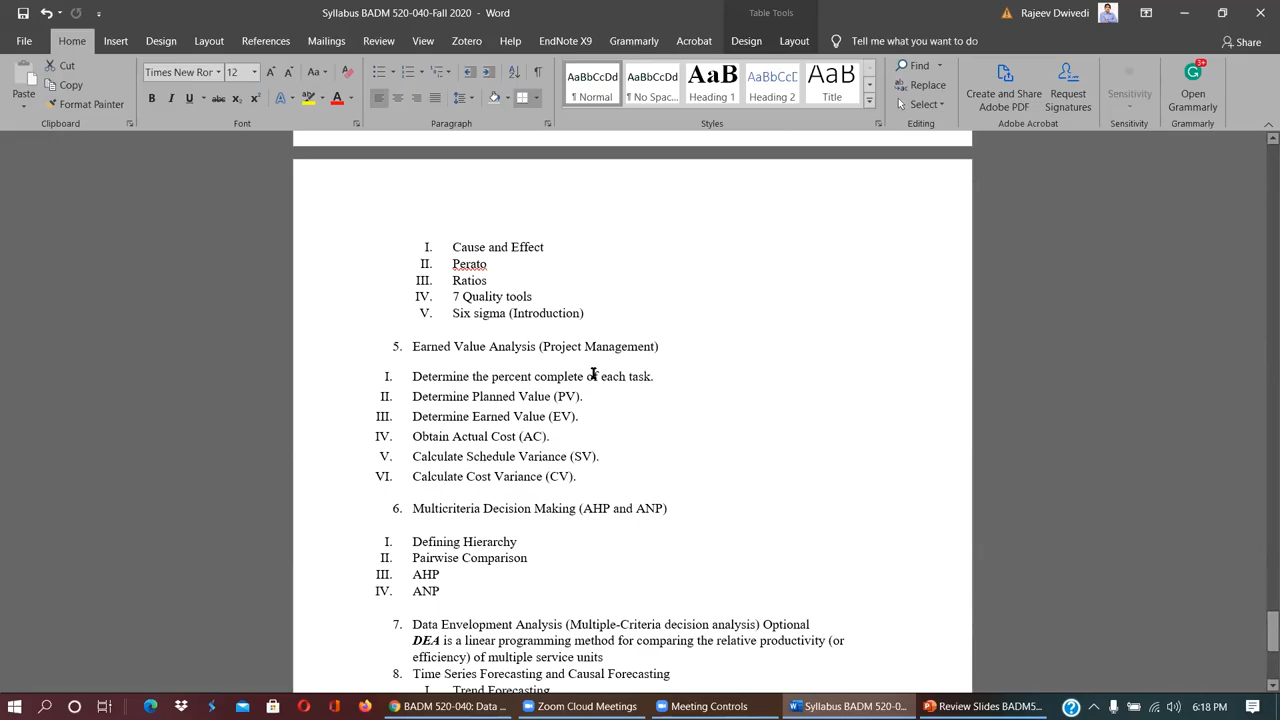 Syllabus BADM 520-040-Fall 2020 - Word
Table Tools
Rajeev Dwivedi
File Home Insert Design Layout References Mailings Review View Zotero Help EndNote X9 Grammarly Acrobat Design Layout Tell me what you want to do
Share
Paste
Cut
Copy
Format Painter
Clipboard
Times New Ror 12
Font
Paragraph
AaBbCcDd AaBbCcDd AaB AaBbCcD AaB
¶ Normal ¶ No Spac... Heading 1 Heading 2 Title
Styles
Find
Replace
Select
Editing
Create and Share
Adobe PDF
Request
Signatures
Adobe Acrobat
Sensitivity
Sensitivity
Open
Grammarly
Grammarly
I. Cause and Effect
II. Perato
III. Ratios
IV. 7 Quality tools
V. Six sigma (Introduction)
5. Earned Value Analysis (Project Management)
I. Determine the percent complete of each task.
II. Determine Planned Value (PV).
III. Determine Earned Value (EV).
IV. Obtain Actual Cost (AC).
V. Calculate Schedule Variance (SV).
VI. Calculate Cost Variance (CV).
6. Multicriteria Decision Making (AHP and ANP)
I. Defining Hierarchy
II. Pairwise Comparison
III. AHP
IV. ANP
7. Data Envelopment Analysis (Multiple-Criteria decision analysis) Optional
DEA is a linear programming method for comparing the relative productivity (or
efficiency) of multiple service units
8. Time Series Forecasting and Causal Forecasting
I. Trend Forecasting
BADM 520-040: Data ... Zoom Cloud Meetings Meeting Controls Syllabus BADM 520-0... Review Slides BADM5... 6:18 PM